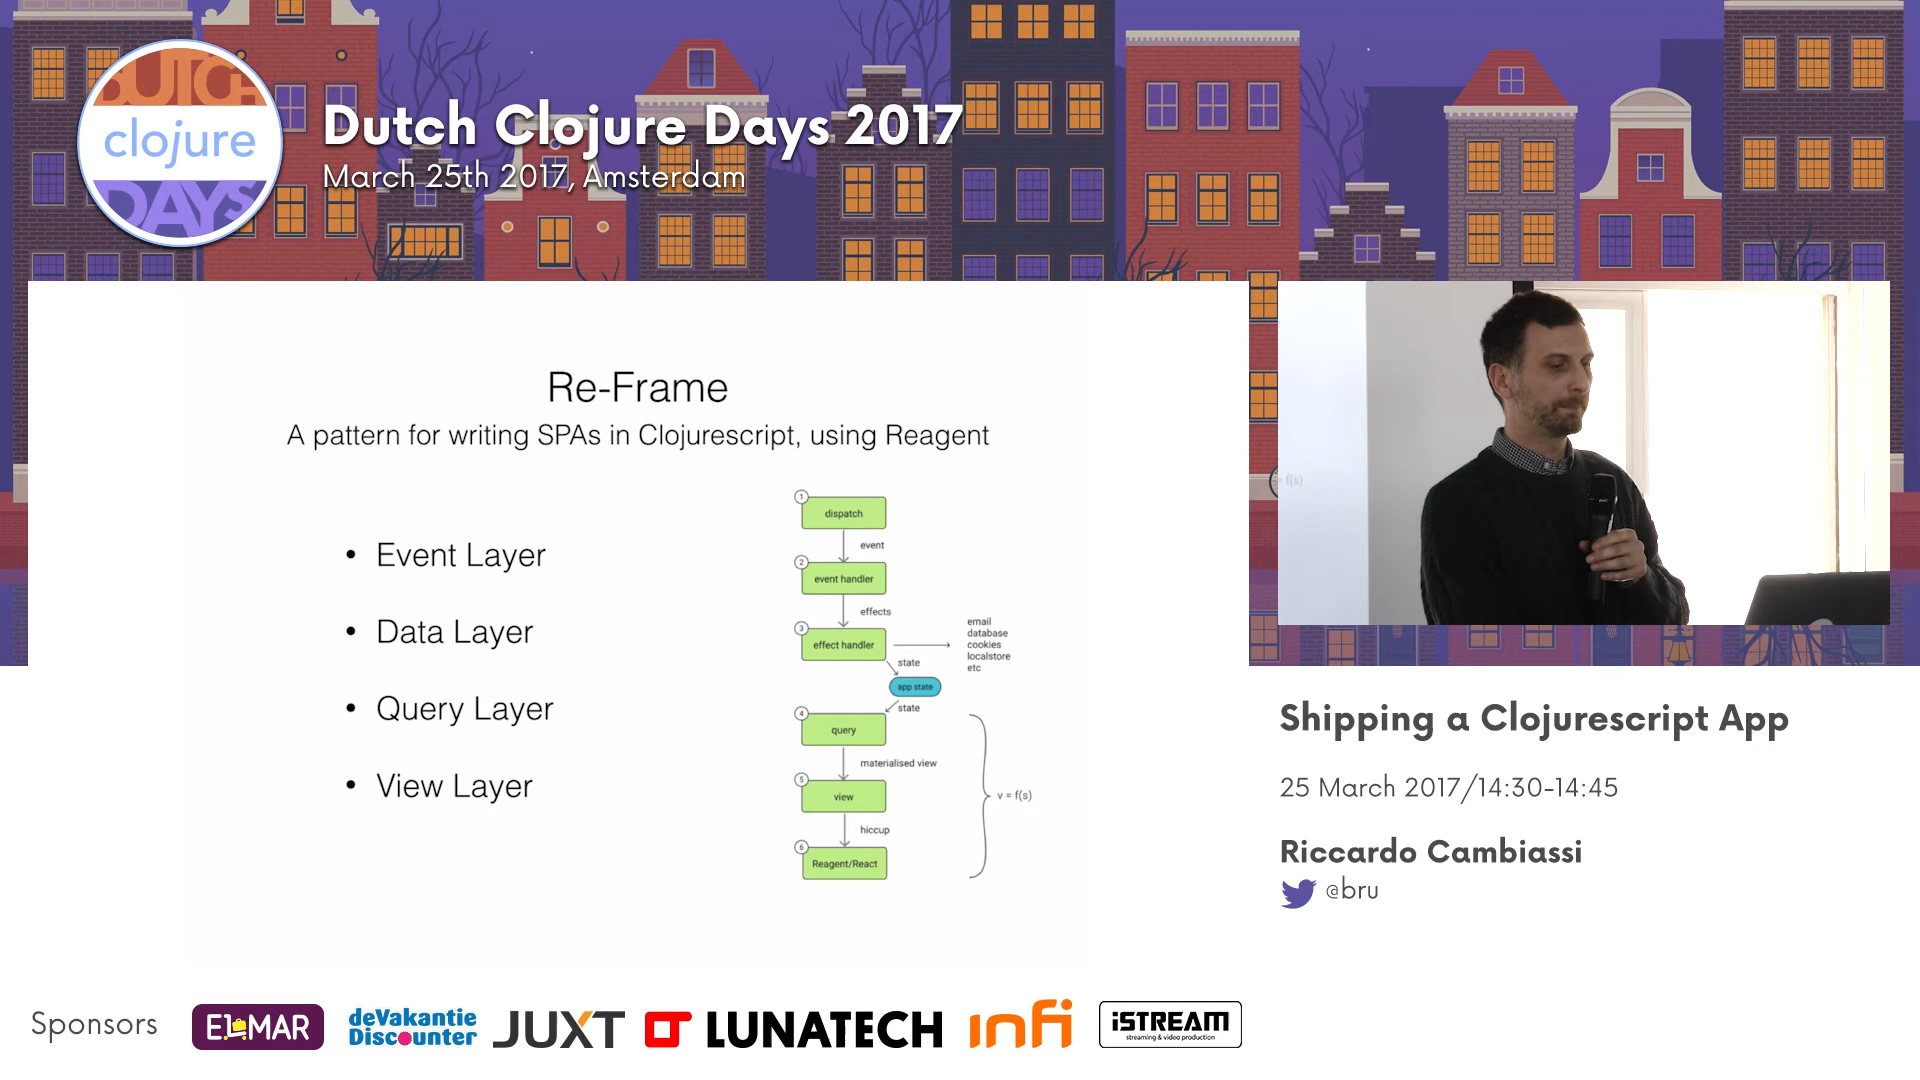 DUTCH
clojure
DAYS
Dutch Clojure Days 2017
March 25th 2017, Amsterdam
Re-Frame
A pattern for writing SPAs in Clojurescript, using Reagent
• Event Layer
• Data Layer
• Query Layer
• View Layer
1
dispatch
event
2
event handler
effects
3
effect handler
email
database
cookies
localstore
etc
state
app state
state
4
query
materialised view
5
view
v = f(s)
hiccup
6
Reagent/React
= f(s)
Shipping a Clojurescript App
25 March 2017/14:30-14:45
Riccardo Cambiassi
@bru
Sponsors
ELMAR
deVakantie
Discounter
JUXT
LUNATECH
infi
iSTREAM
streaming & video production